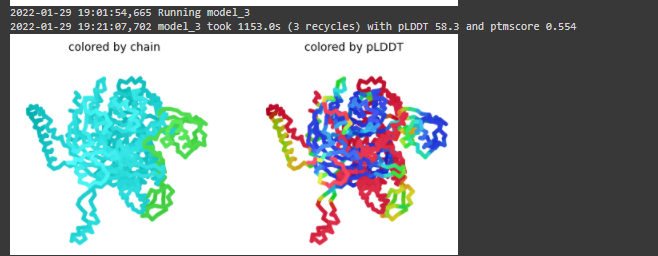 2022-01-29 19:01:54,665 Running model_3
2022-01-29 19:21:07,702 model_3 took 1153.0s (3 recycles) with pLDDT 58.3 and ptmscore 0.554
colored by chain
colored by pLDDT